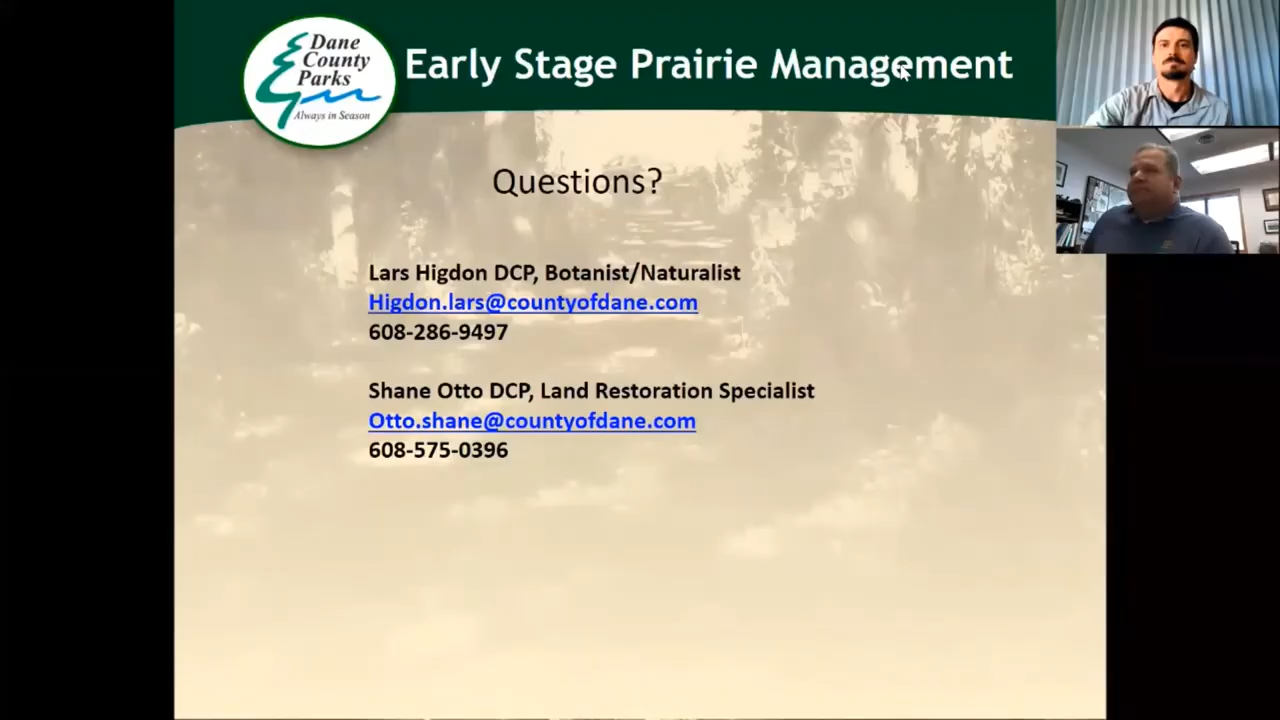 Dane
County
Parks
Always in Season
Early Stage Prairie Management
Questions?
Lars Higdon DCP, Botanist/Naturalist
Higdon.lars@countyofdane.com
608-286-9497
Shane Otto DCP, Land Restoration Specialist
Otto.shane@countyofdane.com
608-575-0396